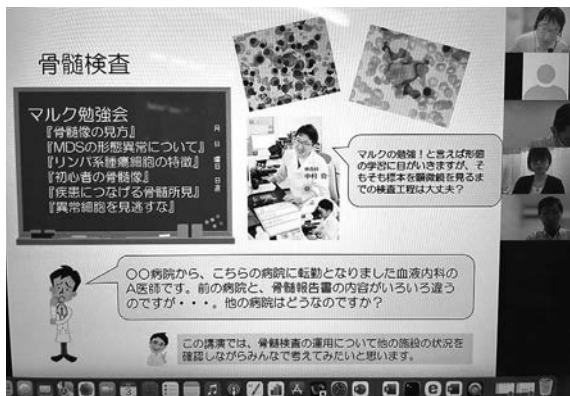 骨髄検査
マルク勉強会
『骨髄像の見方』
『MDSの形態異常について』
『リンパ系腫瘍細胞の特徴』
『初心者の骨髄像』
『疾患につなげる骨髄所見』
『異常細胞を見逃すな』
月
日
曜日
日直
マルクの勉強！と言えば形態
の学習に目がいきますが、そ
もそも標本を顕微鏡を見るま
での検査工程は大丈夫？
〇〇病院から、こちらの病院に転勤となりました血液内科の
A医師です。前の病院と、骨髄報告書の内容がいろいろ違う
のですが・・・。他の病院はどうなのですか？
この講演では、骨髄検査の運用について他の施設の状況を
確認しながらみんなで考えてみたいと思います。